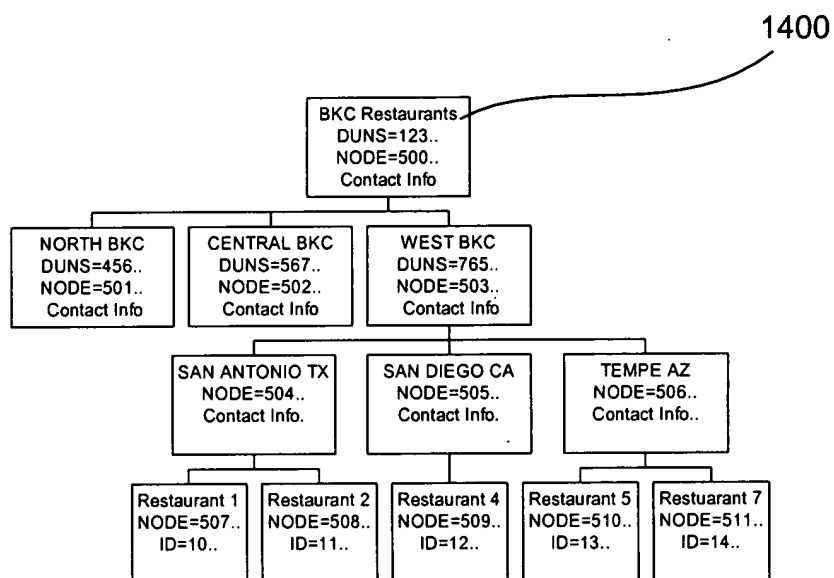 1400
BKC Restaurants
DUNS=123..
NODE=500..
Contact Info
NORTH BKC
DUNS=456..
NODE=501..
Contact Info
CENTRAL BKC
DUNS=567..
NODE=502..
Contact Info
WEST BKC
DUNS=765..
NODE=503..
Contact Info
SAN ANTONIO TX
NODE=504..
Contact Info.
SAN DIEGO CA
NODE=505..
Contact Info.
TEMPE AZ
NODE=506..
Contact Info..
Restaurant 1
NODE=507..
ID=10..
Restaurant 2
NODE=508..
ID=11..
Restaurant 4
NODE=509..
ID=12..
Restaurant 5
NODE=510..
ID=13..
Restuarant 7
NODE=511..
ID=14..